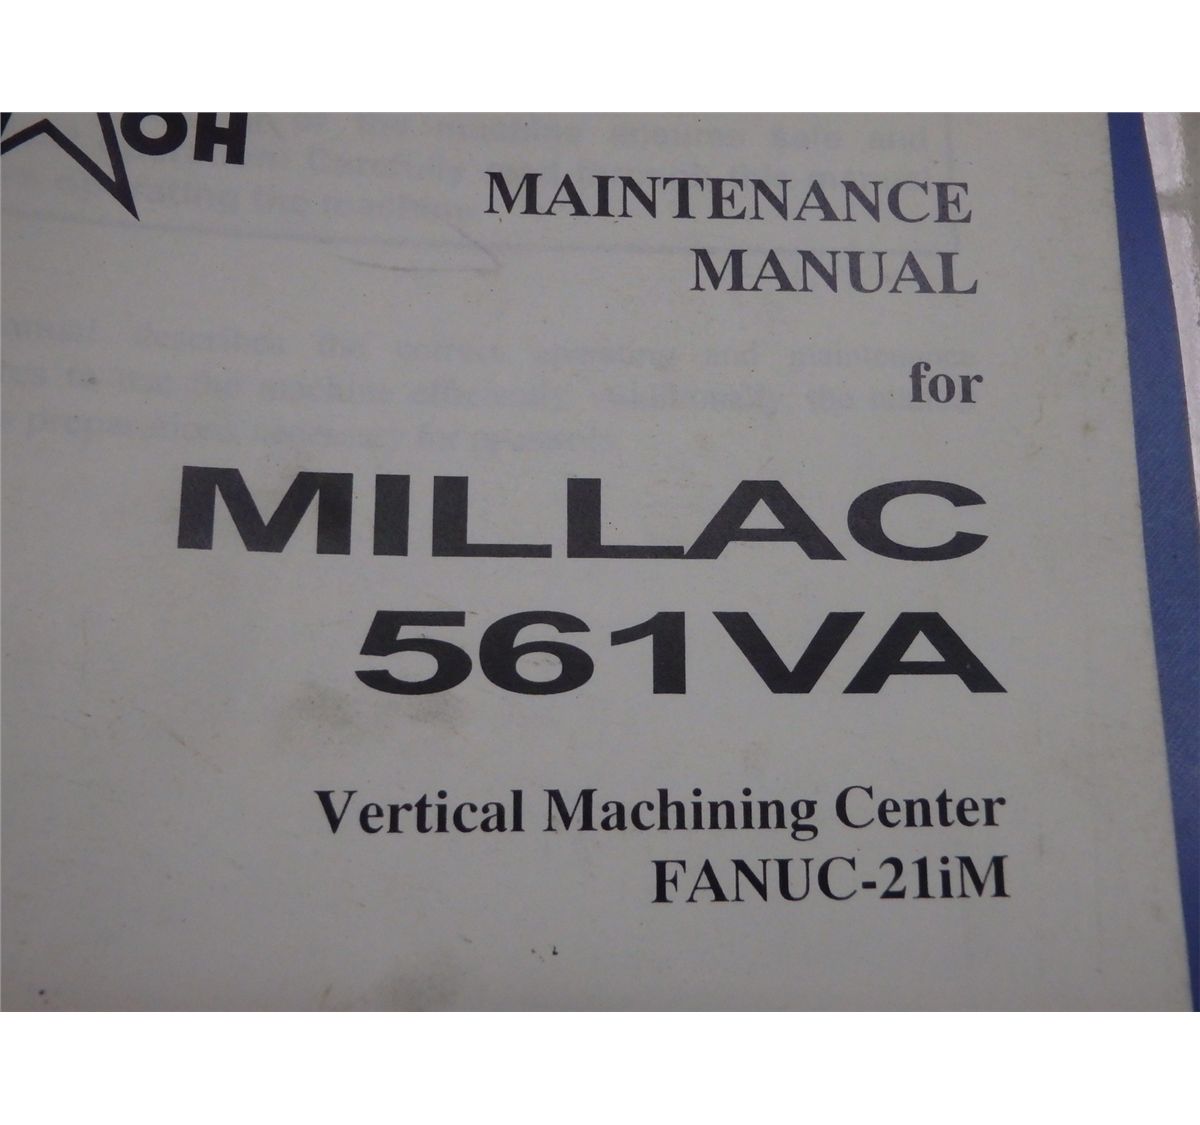 OH
MAINTENANCE
MANUAL
for
MILLAC
561VA
Vertical Machining Center
FANUC-21iM